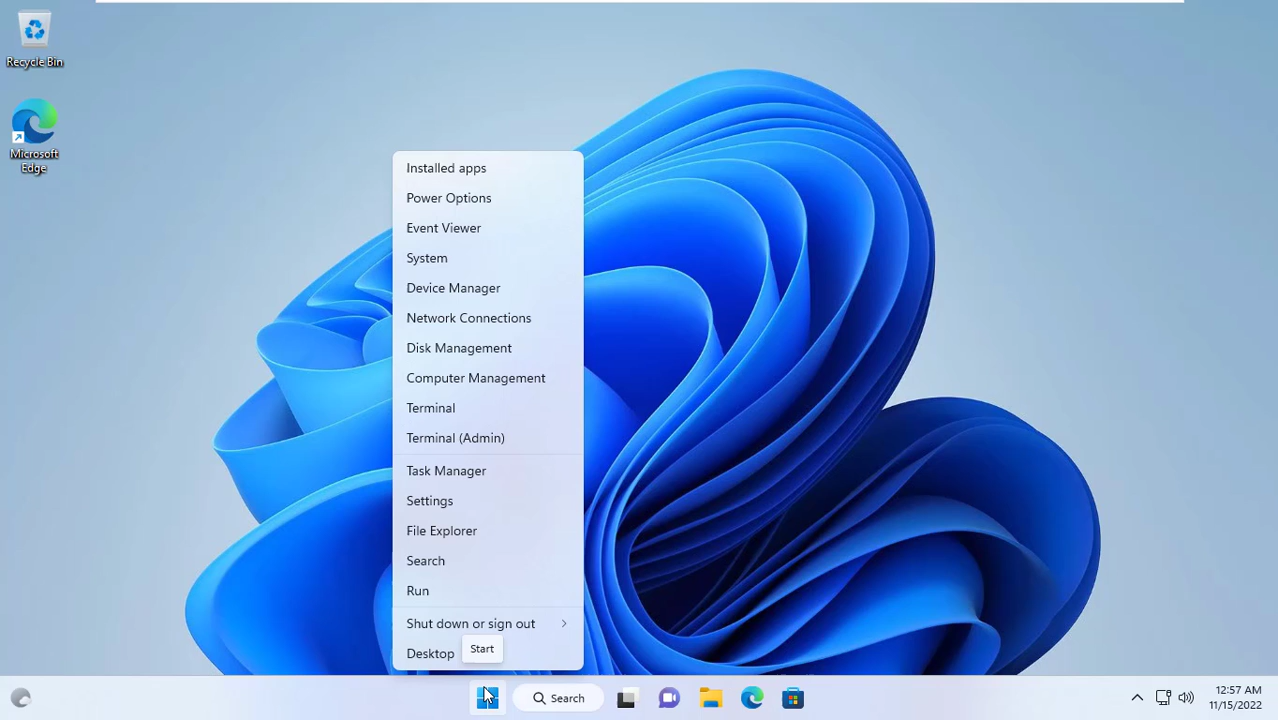 Recycle Bin
Microsoft
Edge
Installed apps
Power Options
Event Viewer
System
Device Manager
Network Connections
Disk Management
Computer Management
Terminal
Terminal (Admin)
Task Manager
Settings
File Explorer
Search
Run
Shut down or sign out
Desktop
Start
Search
12:57 AM
11/15/2022